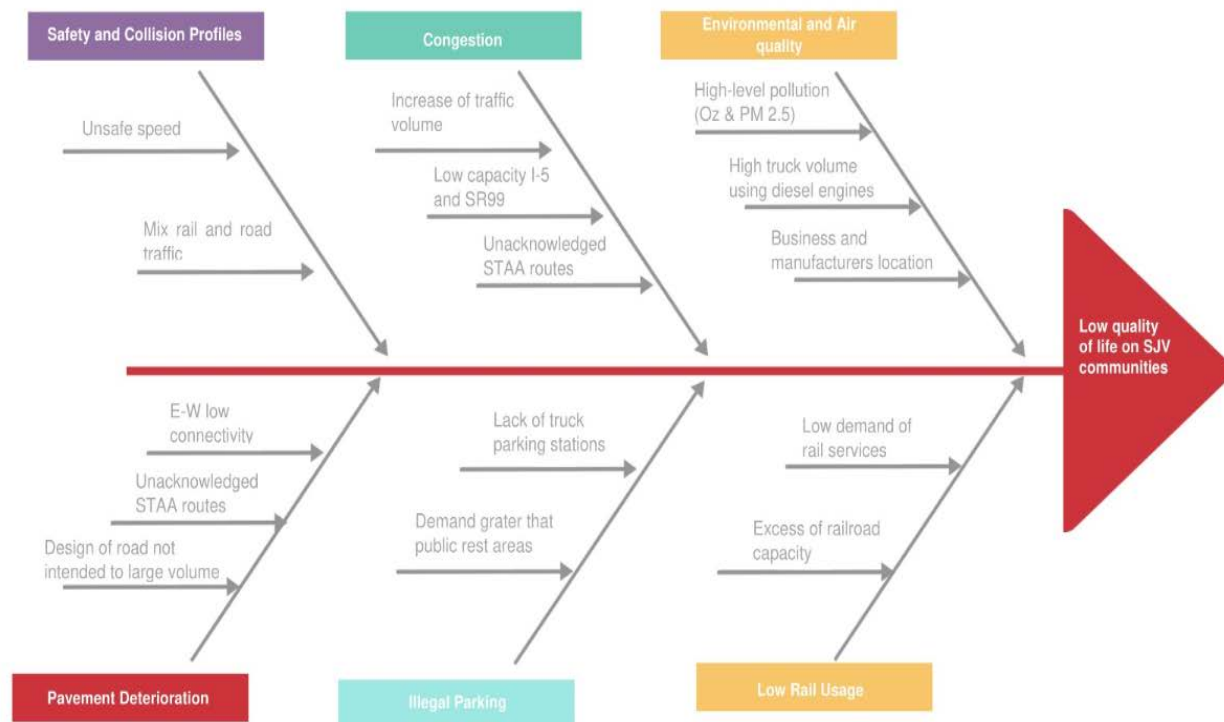 Safety and Collision Profiles
Congestion
Environmental and Air
quality
Unsafe speed
Mix rail and road
traffic
Increase of traffic
volume
Low capacity I-5
and SR99
Unacknowledged
STAA routes
High-level pollution
(Oz & PM 2.5)
High truck volume
using diesel engines
Business and
manufacturers location
Low quality
of life on SJV
communities
E-W low
connectivity
Unacknowledged
STAA routes
Design of road not
intended to large volume
Lack of truck
parking stations
Demand grater that
public rest areas
Low demand of
rail services
Excess of railroad
capacity
Pavement Deterioration
Illegal Parking
Low Rail Usage